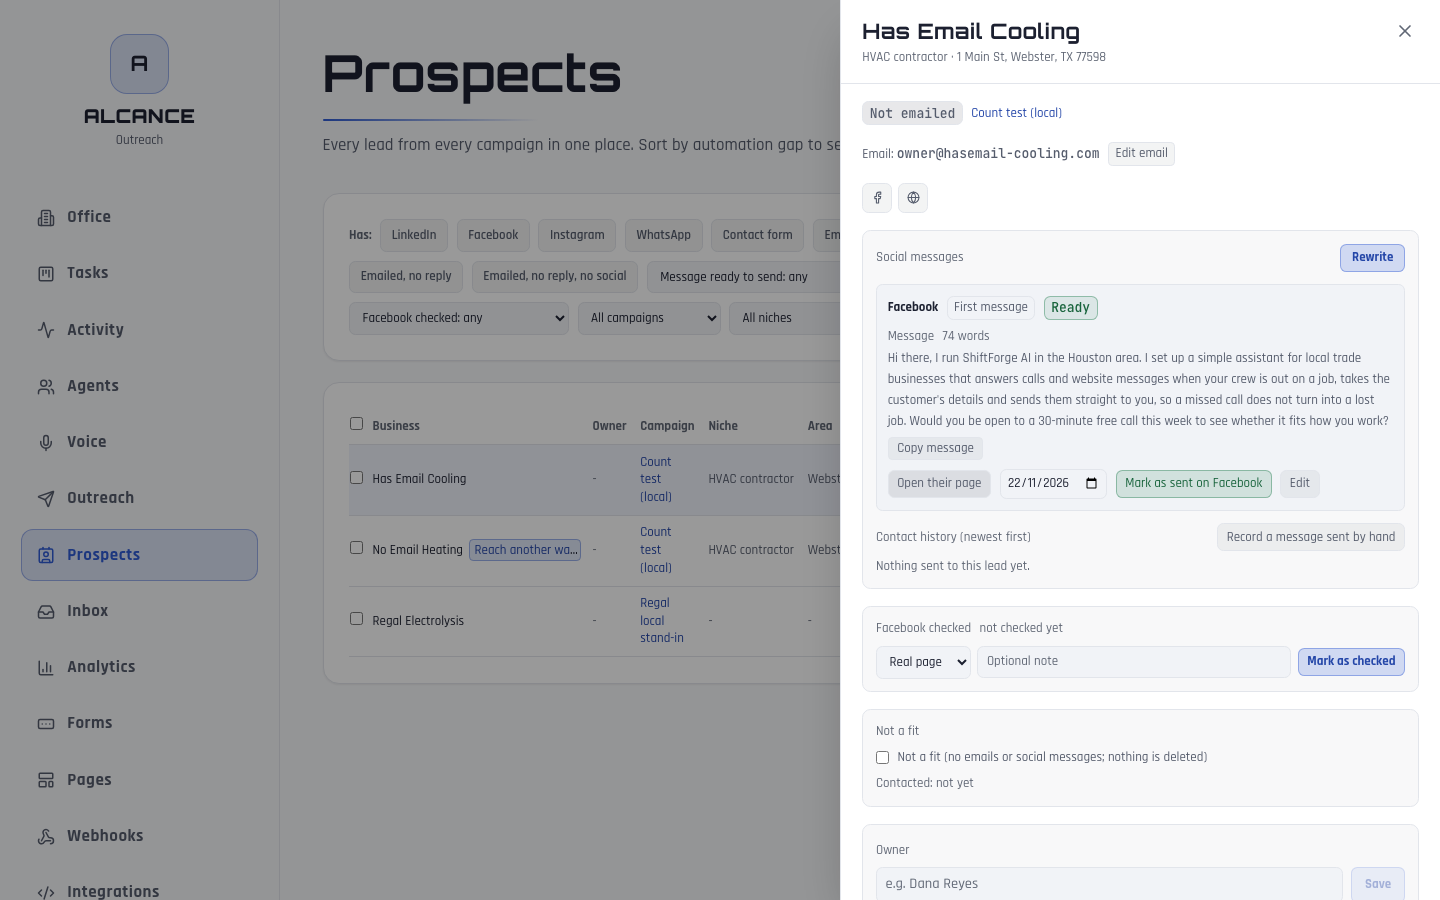 A
ALCANCE
Outreach
Office
Tasks
Activity
Agents
Voice
Outreach
Prospects
Inbox
Analytics
Forms
Pages
Webhooks
Integrations
Prospects
Every lead from every campaign in one place. Sort by automation gap to se
Has: LinkedIn Facebook Instagram WhatsApp Contact form Em
Emailed, no reply Emailed, no reply, no social Message ready to send: any
Facebook checked: any All campaigns All niches
Business Owner Campaign Niche Area
Has Email Cooling - Count test (local) HVAC contractor Webst
No Email Heating Reach another wa... - Count test (local) HVAC contractor Webst
Regal Electrolysis - Regal local stand-in - -
Has Email Cooling
HVAC contractor · 1 Main St, Webster, TX 77598
Not emailed Count test (local)
Email: owner@hasemail-cooling.com Edit email
Social messages Rewrite
Facebook First message Ready
Message 74 words
Hi there, I run ShiftForge AI in the Houston area. I set up a simple assistant for local trade
businesses that answers calls and website messages when your crew is out on a job, takes the
customer's details and sends them straight to you, so a missed call does not turn into a lost
job. Would you be open to a 30-minute free call this week to see whether it fits how you work?
Copy message
Open their page 22/11/2026 Mark as sent on Facebook Edit
Contact history (newest first) Record a message sent by hand
Nothing sent to this lead yet.
Facebook checked not checked yet
Real page Optional note Mark as checked
Not a fit
Not a fit (no emails or social messages; nothing is deleted)
Contacted: not yet
Owner
e.g. Dana Reyes Save